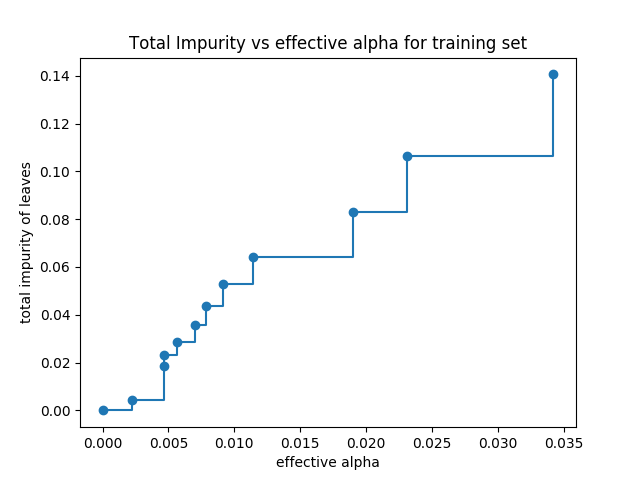 Total Impurity vs effective alpha for training set
total impurity of leaves
0.14
0.12
0.10
0.08
0.06
0.04
0.02
0.00
0.000 0.005 0.010 0.015 0.020 0.025 0.030 0.035
effective alpha